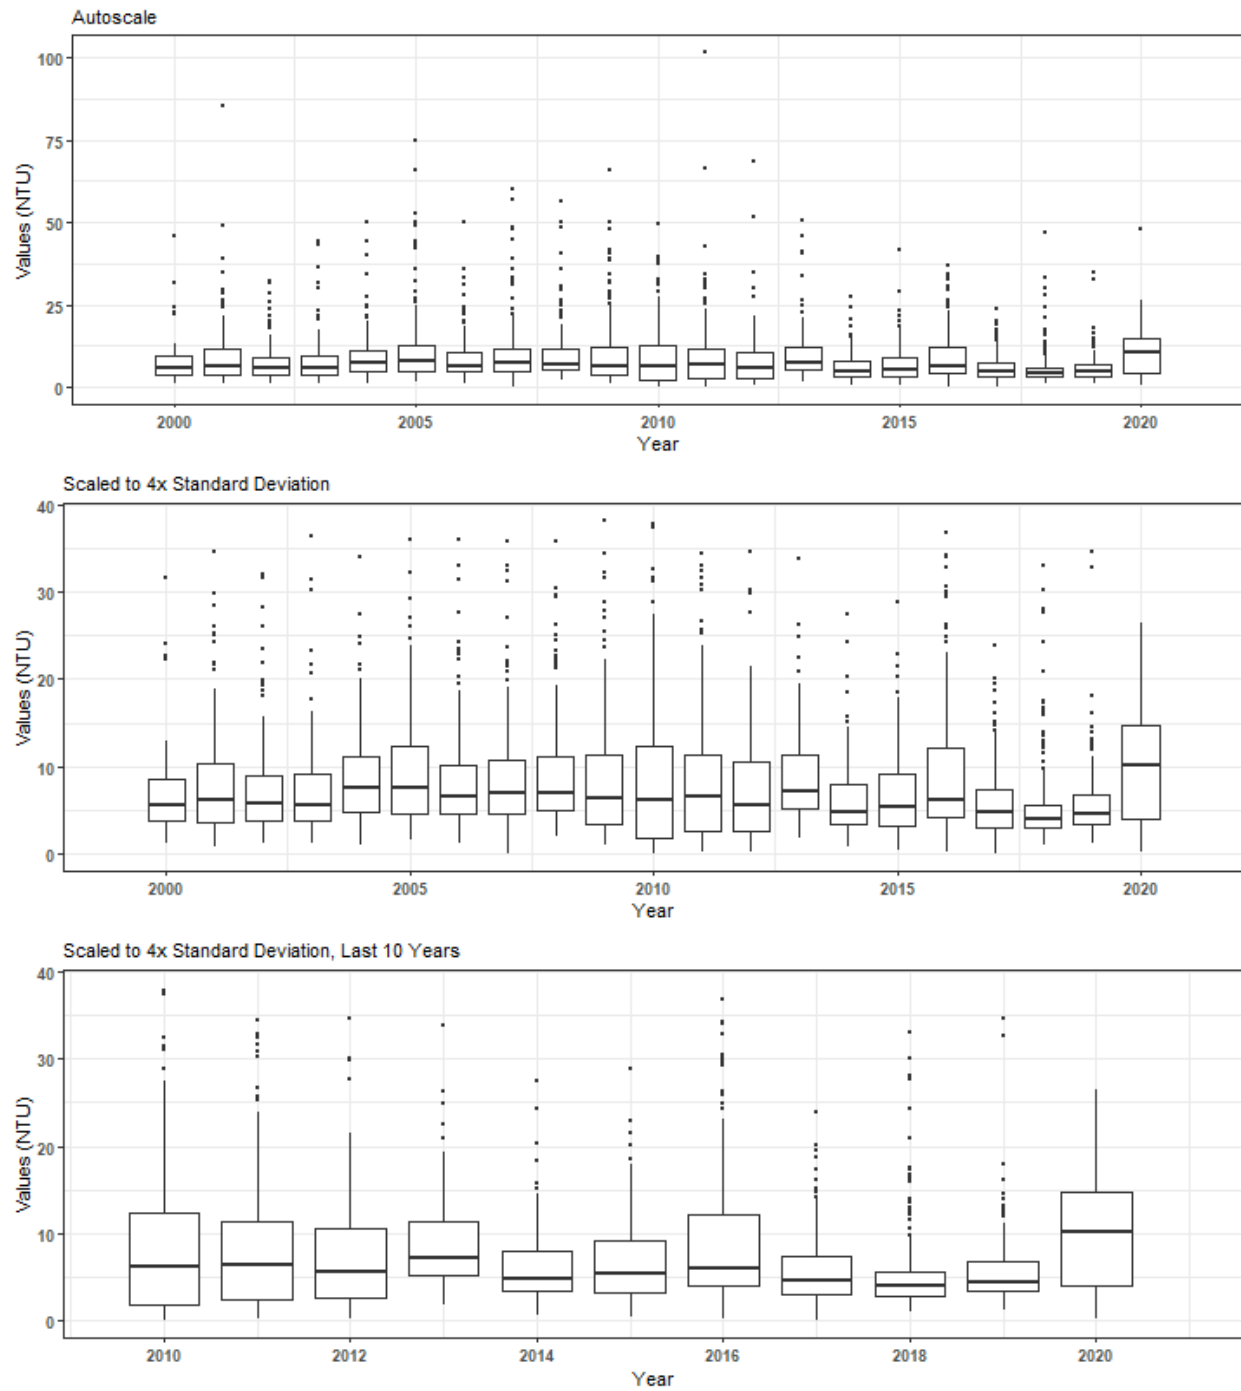 Autoscale
100
75
50
25
0
Values (NTU)
2000 2005 2010 2015 2020
Year
Scaled to 4x Standard Deviation
40
30
20
10
0
Values (NTU)
2000 2005 2010 2015 2020
Year
Scaled to 4x Standard Deviation, Last 10 Years
40
30
20
10
0
Values (NTU)
2010 2012 2014 2016 2018 2020
Year